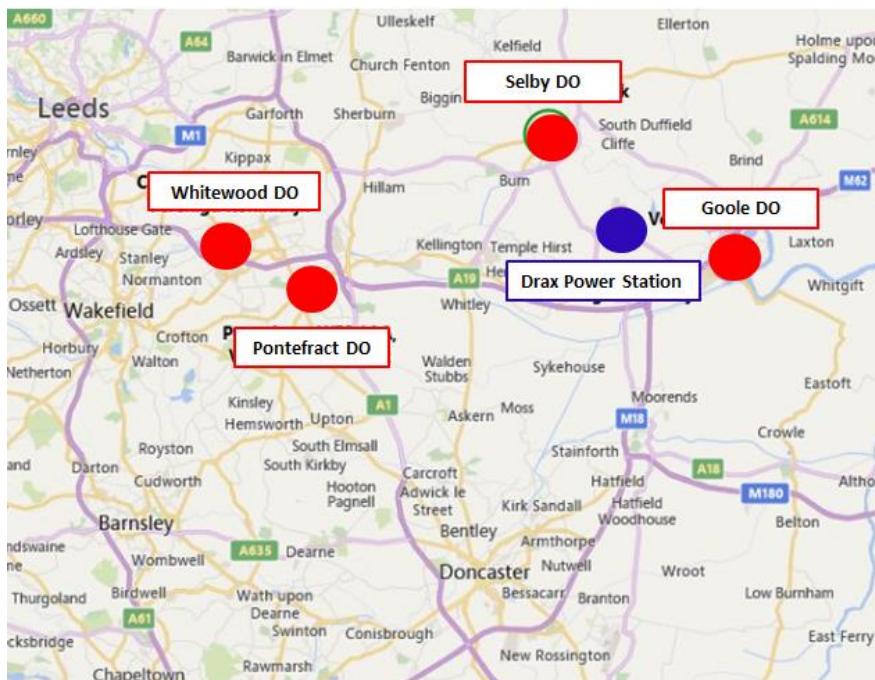 A660
Ulleskelf
Ellerton
A64
Kelfield
Holme upon
Spalding Moo
Barwick in Elmet
Church Fenton
Selby DO
Leeds
Biggin
Garforth
Sherburn
South Duffield
Cliffe
A614
M1
Kippax
Brind
Hillam
Burn
M62
Whitewood DO
Goole DO
Lofthouse Gate
Kellington
Temple Hirst
Laxton
Ardsley
Stanley
Normanton
A19
Drax Power Station
Whitgift
Ossett
Wakefield
Whitley
Crofton
Pontefract DO
Horbury
Walton
Walden
Stubbs
Sykehouse
Netherton
Eastoft
Kinsley
A1
Moorends
Hemsworth
Upton
Askern
Moss
M18
Crowle
Royston
South Elmsall
Stainforth
South Kirkby
Darton
Carcroft
A18
Cudworth
Hooton
Pagnell
Adwick le
Street
Hatfield
M180
Kirk Sandall
Hatfield
Woodhouse
Barnsley
Bentley
Belton
A635
Dearne
Armthorpe
Wombwell
Doncaster
Nutwell
Wroot
Thurgoland
Birdwell
Wath upon
Dearne
Bessacarr
Branton
Low Burnham
A61
Swinton
Conisbrough
East Ferry
Chapeltown
Rawmarsh
New Rossington